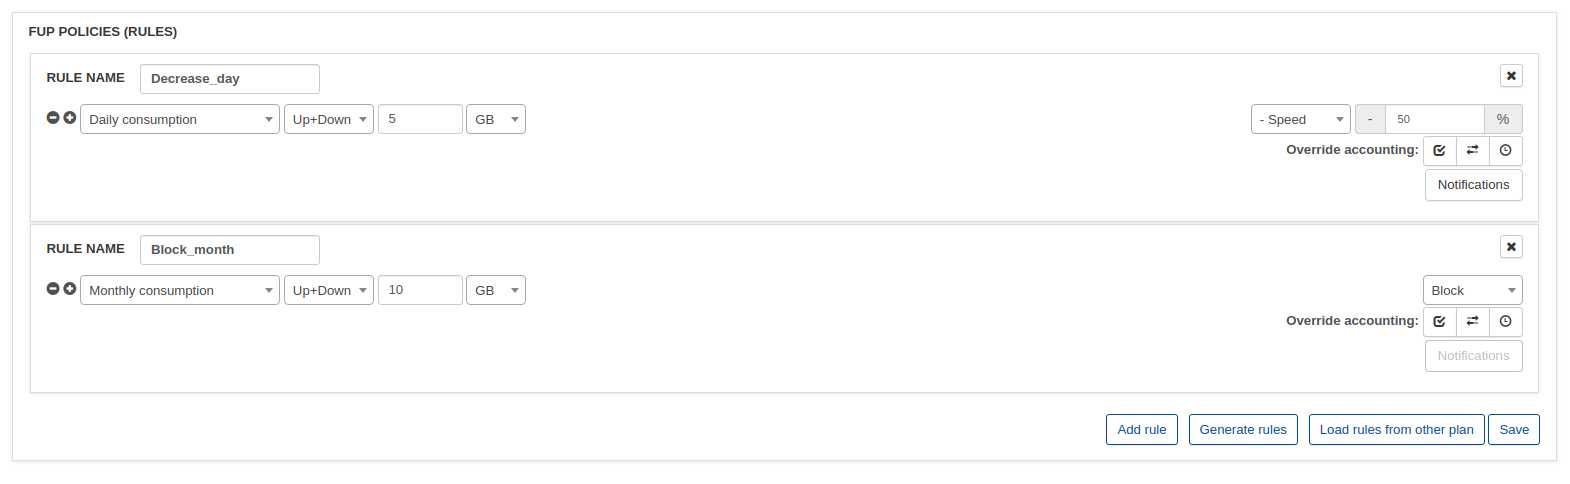 FUP POLICIES (RULES)
RULE NAME Decrease_day
Daily consumption Up+Down 5 GB - Speed - 50 %
Override accounting:
Notifications
RULE NAME Block_month
Monthly consumption Up+Down 10 GB Block
Override accounting:
Notifications
Add rule Generate rules Load rules from other plan Save